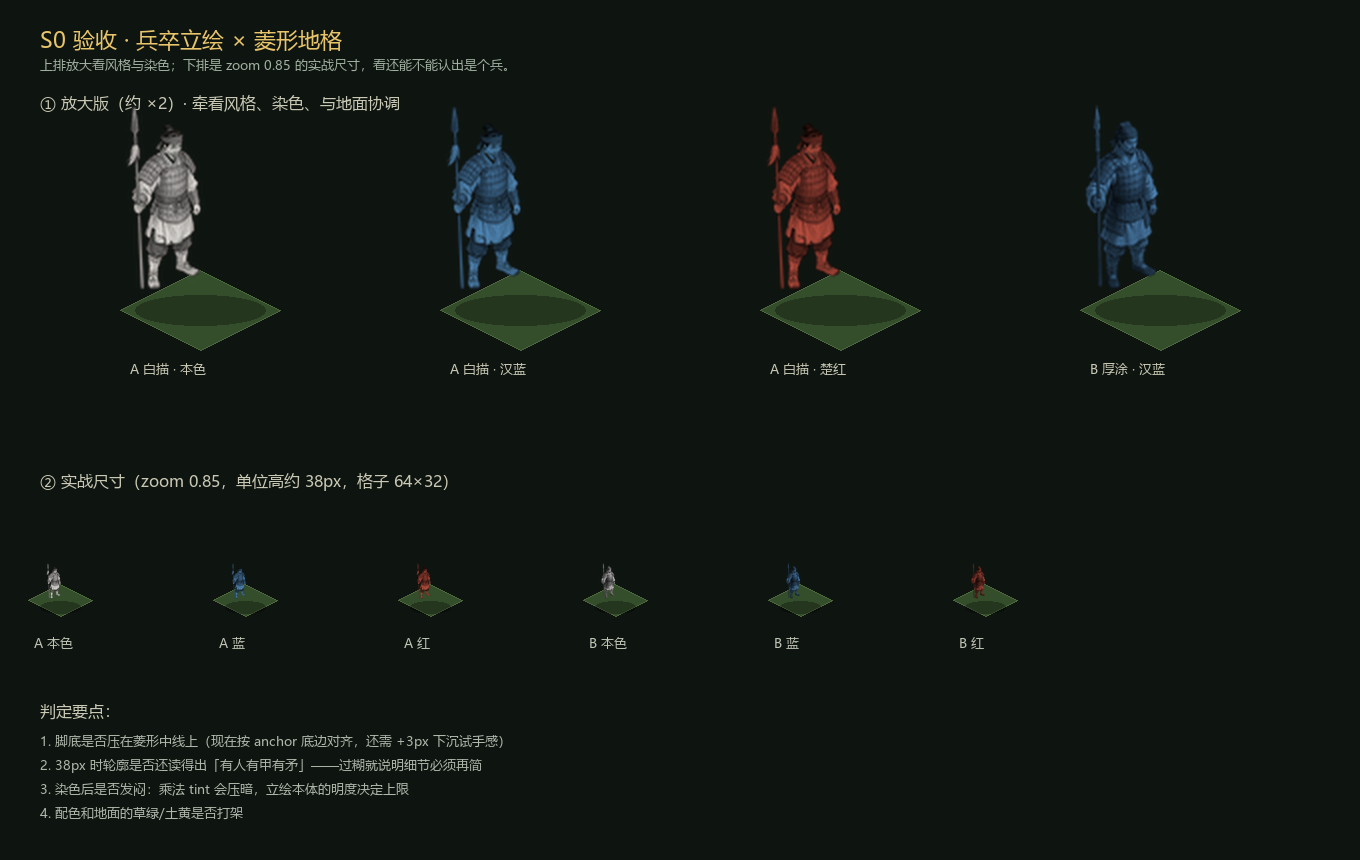 S0 验收 · 兵卒立绘 × 菱形地格
上排放大看风格与染色；下排是 zoom 0.85 的实战尺寸，看还能不能认出是个兵。
① 放大版（约 ×2）· 牵看风格、染色、与地面协调
A 白描 · 本色
A 白描 · 汉蓝
A 白描 · 楚红
B 厚涂 · 汉蓝
② 实战尺寸（zoom 0.85，单位高约 38px，格子 64×32）
A 本色
A 蓝
A 红
B 本色
B 蓝
B 红
判定要点：
1. 脚底是否压在菱形中线上（现在按 anchor 底边对齐，还需 +3px 下沉试手感）
2. 38px 时轮廓是否还读得出「有人有甲有矛」——过糊就说明细节必须再简
3. 染色后是否发闷：乘法 tint 会压暗，立绘本体的明度决定上限
4. 配色和地面的草绿/土黄是否打架